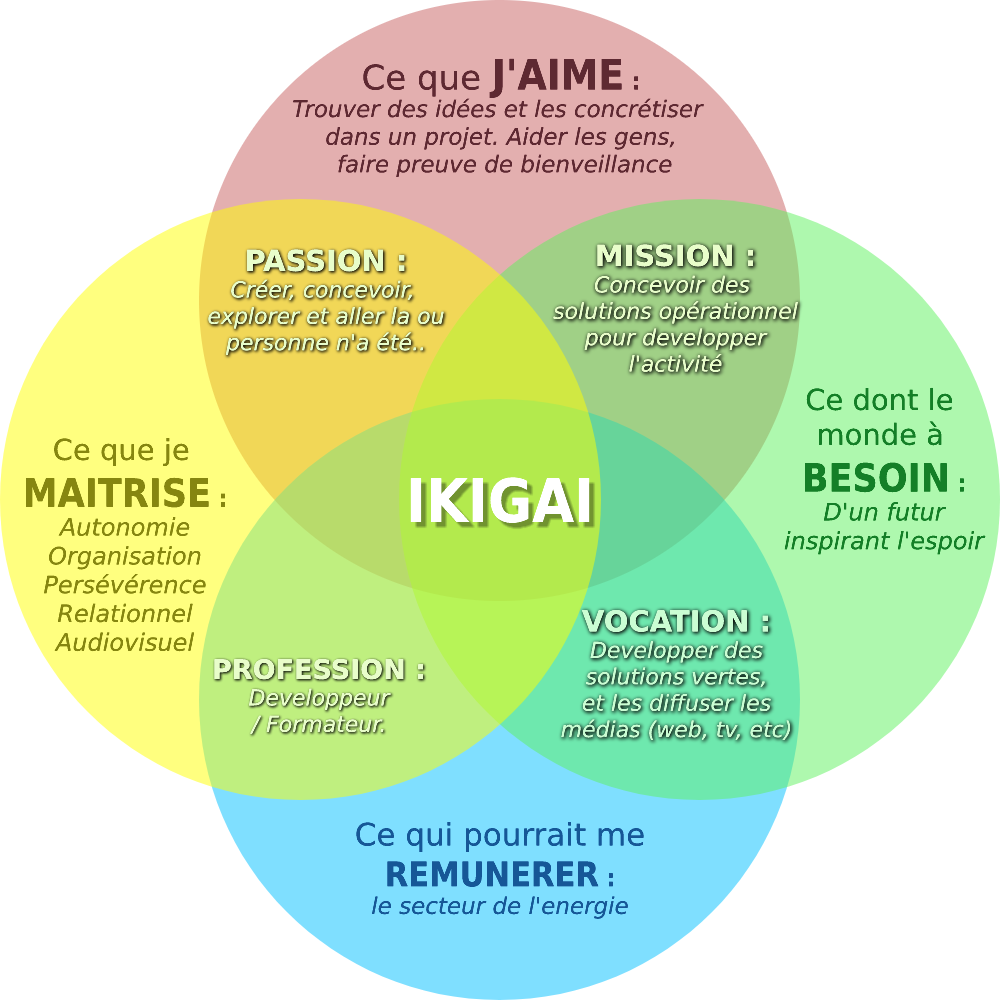 Ce que J'AIME :
Trouver des idées et les concrétiser
dans un projet. Aider les gens,
faire preuve de bienveillance
PASSION :
Créer, concevoir,
explorer et aller la ou
personne n'a été..
MISSION :
Concevoir des
solutions opérationnel
pour developper
l'activité
Ce que je
MAITRISE :
Autonomie
Organisation
Persévérence
Relationnel
Audiovisuel
IKIGAI
Ce dont le
monde à
BESOIN :
D'un futur
inspirant l'espoir
PROFESSION :
Developpeur
/ Formateur.
VOCATION :
Developper des
solutions vertes,
et les diffuser les
médias (web, tv, etc)
Ce qui pourrait me
REMUNERER :
le secteur de l'energie